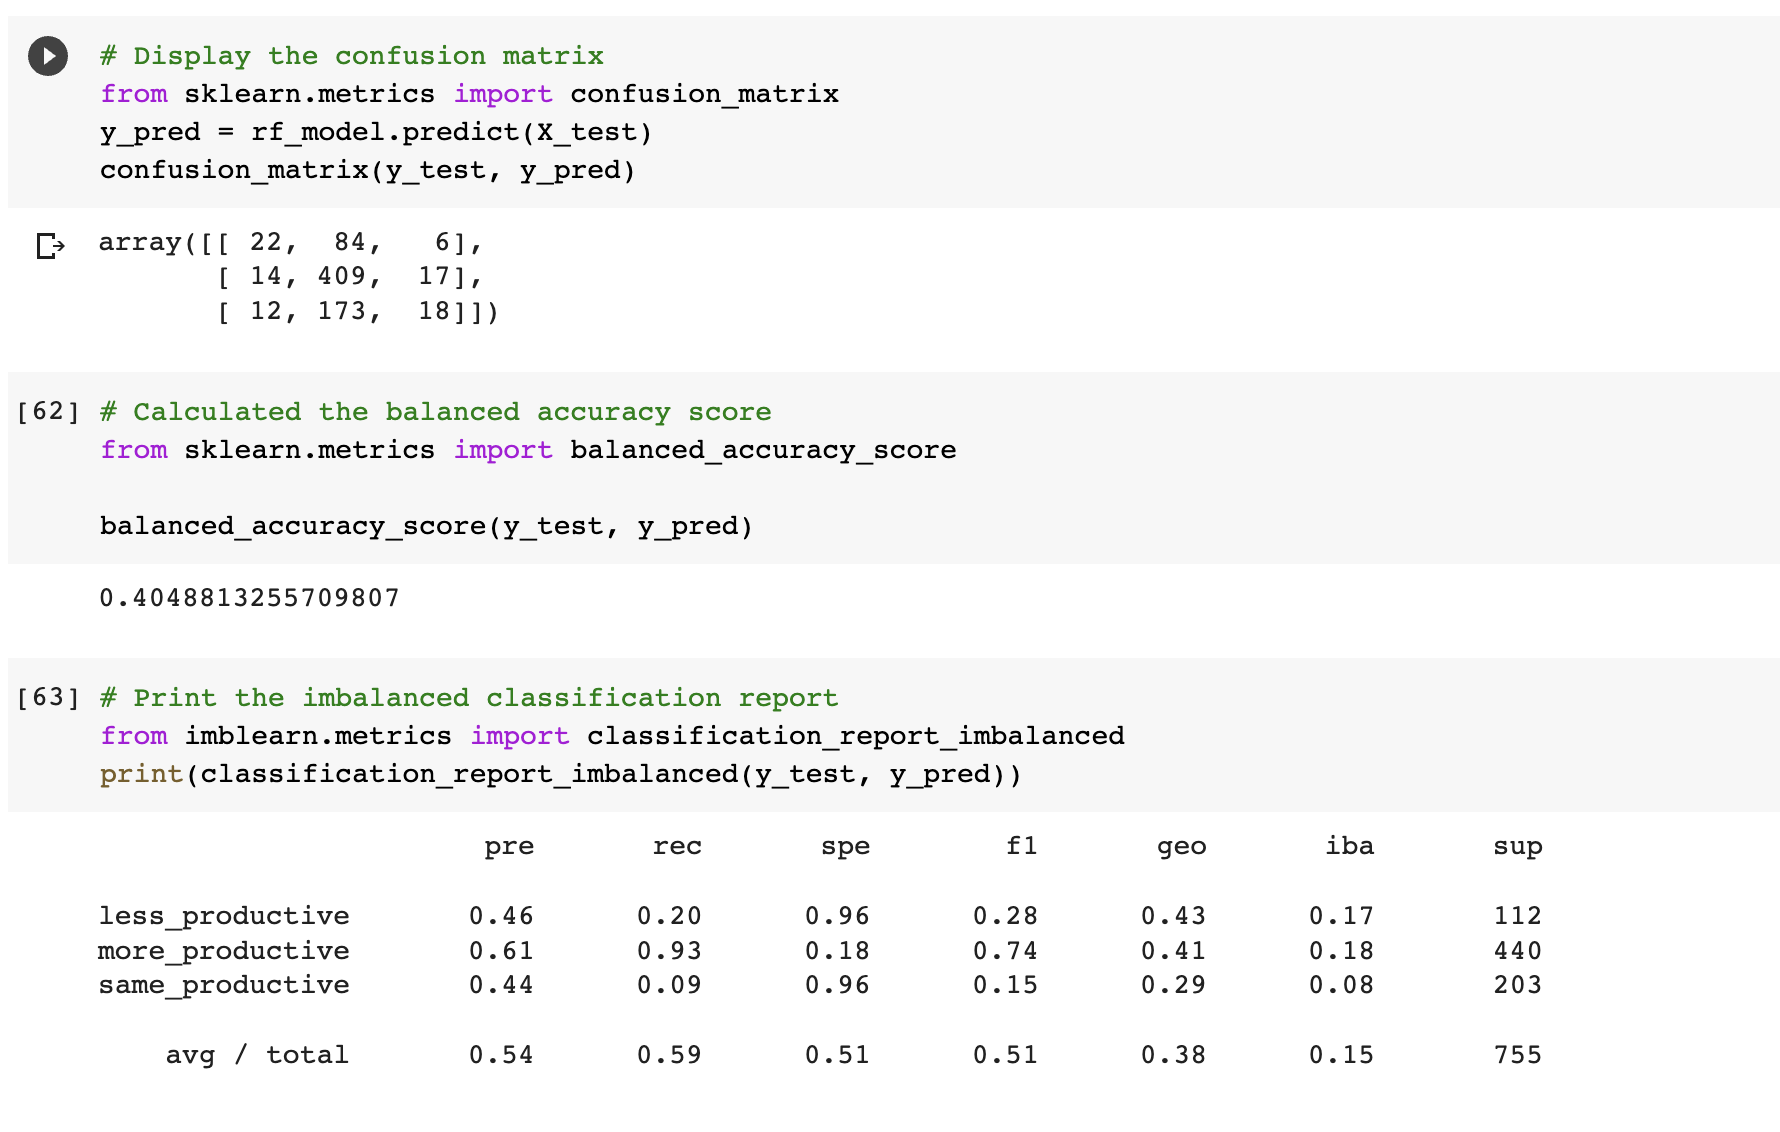 # Display the confusion matrix
from sklearn.metrics import confusion_matrix
y_pred = rf_model.predict(X_test)
confusion_matrix(y_test, y_pred)
array([[ 22,  84,   6],
       [ 14, 409,  17],
       [ 12, 173,  18]])
[62] # Calculated the balanced accuracy score
from sklearn.metrics import balanced_accuracy_score
balanced_accuracy_score(y_test, y_pred)
0.4048813255709807
[63] # Print the imbalanced classification report
from imblearn.metrics import classification_report_imbalanced
print(classification_report_imbalanced(y_test, y_pred))
pre rec spe f1 geo iba sup
less_productive 0.46 0.20 0.96 0.28 0.43 0.17 112
more_productive 0.61 0.93 0.18 0.74 0.41 0.18 440
same_productive 0.44 0.09 0.96 0.15 0.29 0.08 203
avg / total 0.54 0.59 0.51 0.51 0.38 0.15 755